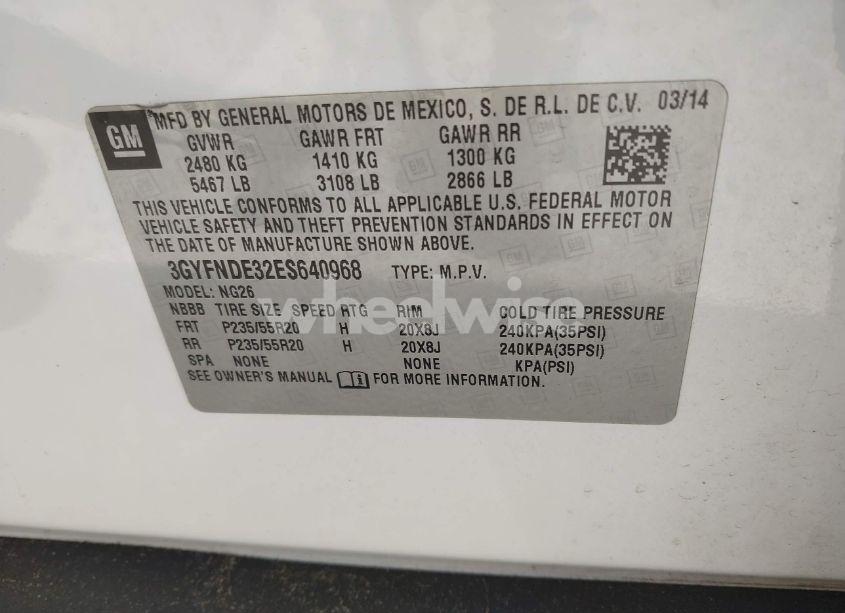 GM
MFD BY GENERAL MOTORS DE MEXICO, S. DE R.L. DE C.V. 03/14
GVWR GAWR FRT GAWR RR
2480 KG 1410 KG 1300 KG
5467 LB 3108 LB 2866 LB
THIS VEHICLE CONFORMS TO ALL APPLICABLE U.S. FEDERAL MOTOR
VEHICLE SAFETY AND THEFT PREVENTION STANDARDS IN EFFECT ON
THE DATE OF MANUFACTURE SHOWN ABOVE.
3GYFNDE32ES640968 TYPE: M.P.V.
MODEL: NG26
wheelwise
NBBB TIRE SIZE SPEED RTG RIM COLD TIRE PRESSURE
FRT P235/55R20 H 20X8J 240KPA(35PSI)
RR P235/55R20 H 20X8J 240KPA(35PSI)
SPA NONE NONE KPA(PSI)
SEE OWNER'S MANUAL FOR MORE INFORMATION.